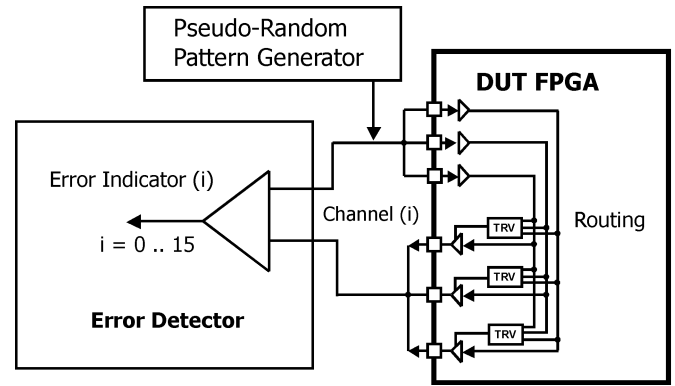 Pseudo-Random
Pattern Generator
DUT FPGA
Error Indicator (i)
i = 0 .. 15
Error Detector
Channel (i)
Routing
TRV
TRV
TRV